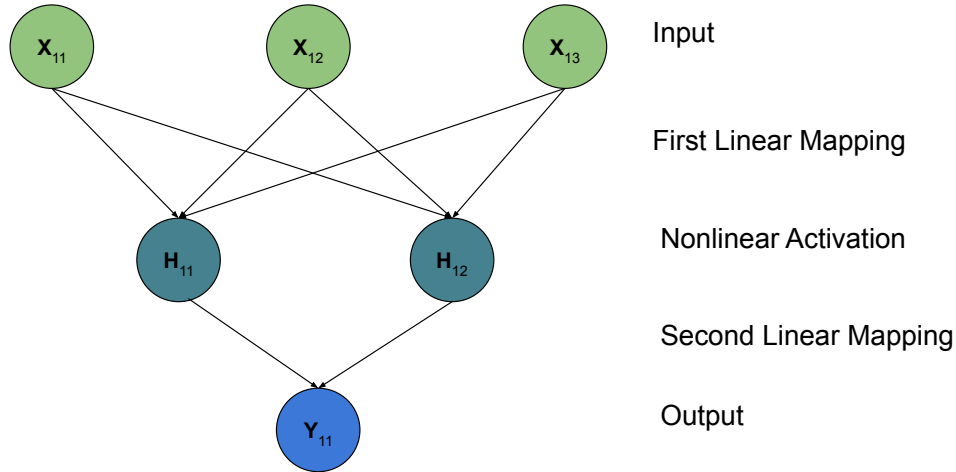 X11 X12 X13 Input
First Linear Mapping
H11 H12 Nonlinear Activation
Second Linear Mapping
Y11 Output